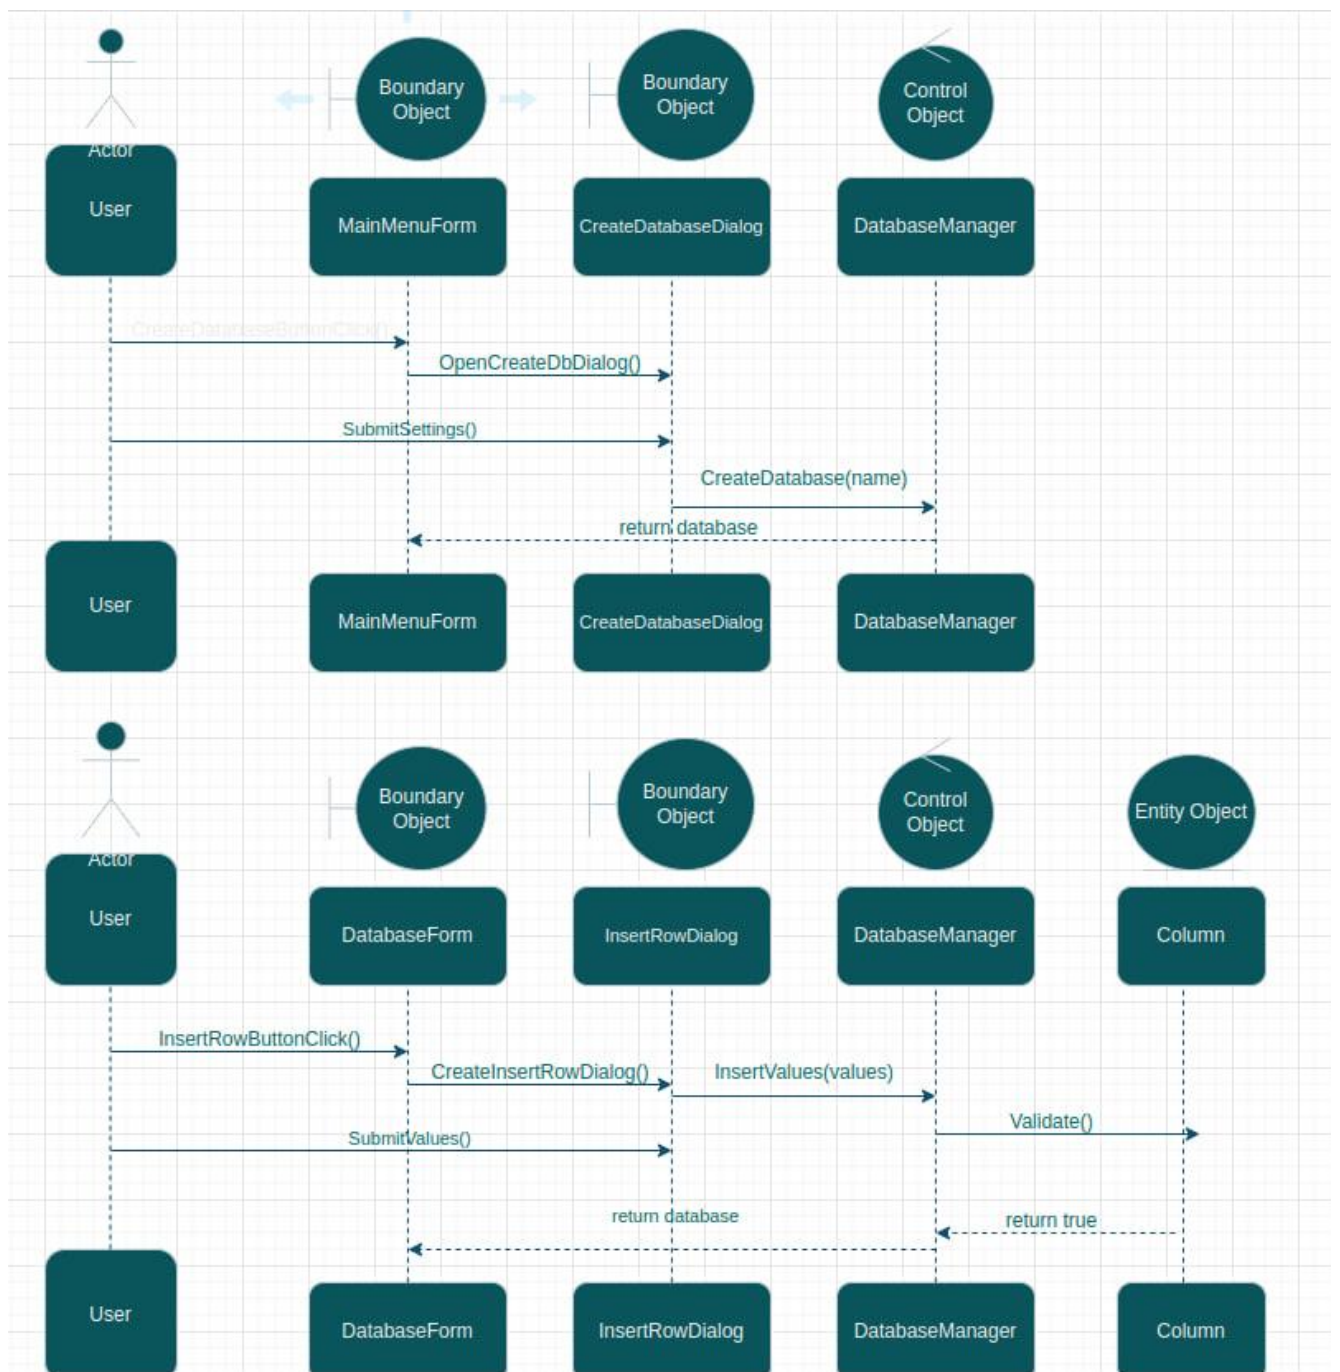 Boundary
Object
Boundary
Object
Control
Object
Actor
User
MainMenuForm
CreateDatabaseDialog
DatabaseManager
CreateDatabaseButtonClick()
OpenCreateDbDialog()
SubmitSettings()
CreateDatabase(name)
return database
User
MainMenuForm
CreateDatabaseDialog
DatabaseManager
Boundary
Object
Boundary
Object
Control
Object
Entity Object
Actor
User
DatabaseForm
InsertRowDialog
DatabaseManager
Column
InsertRowButtonClick()
CreateInsertRowDialog()
InsertValues(values)
Validate()
SubmitValues()
return database
return true
User
DatabaseForm
InsertRowDialog
DatabaseManager
Column